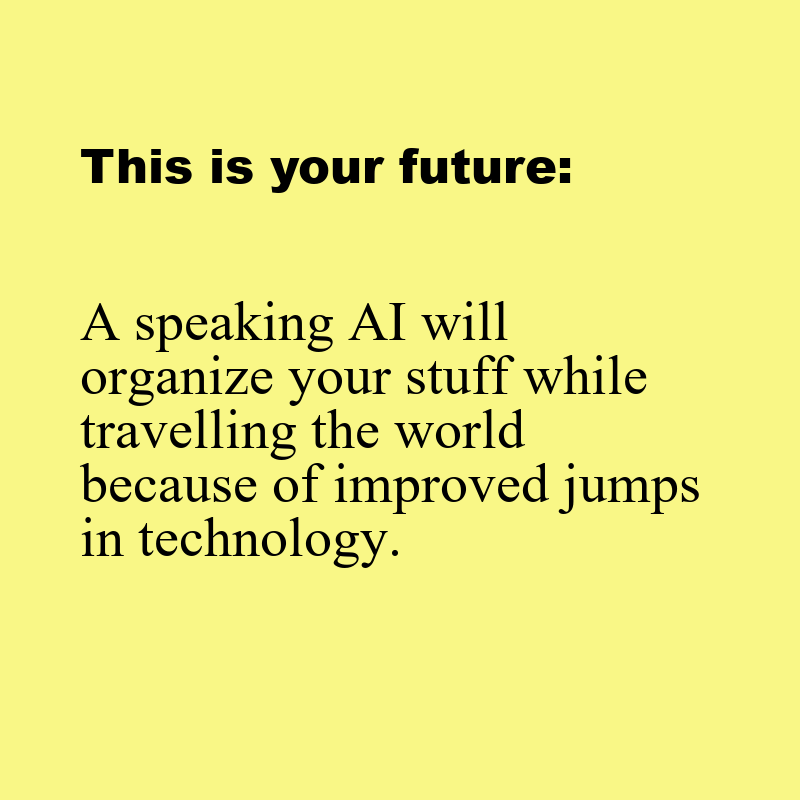 This is your future:
A speaking AI will
organize your stuff while
travelling the world
because of improved jumps
in technology.